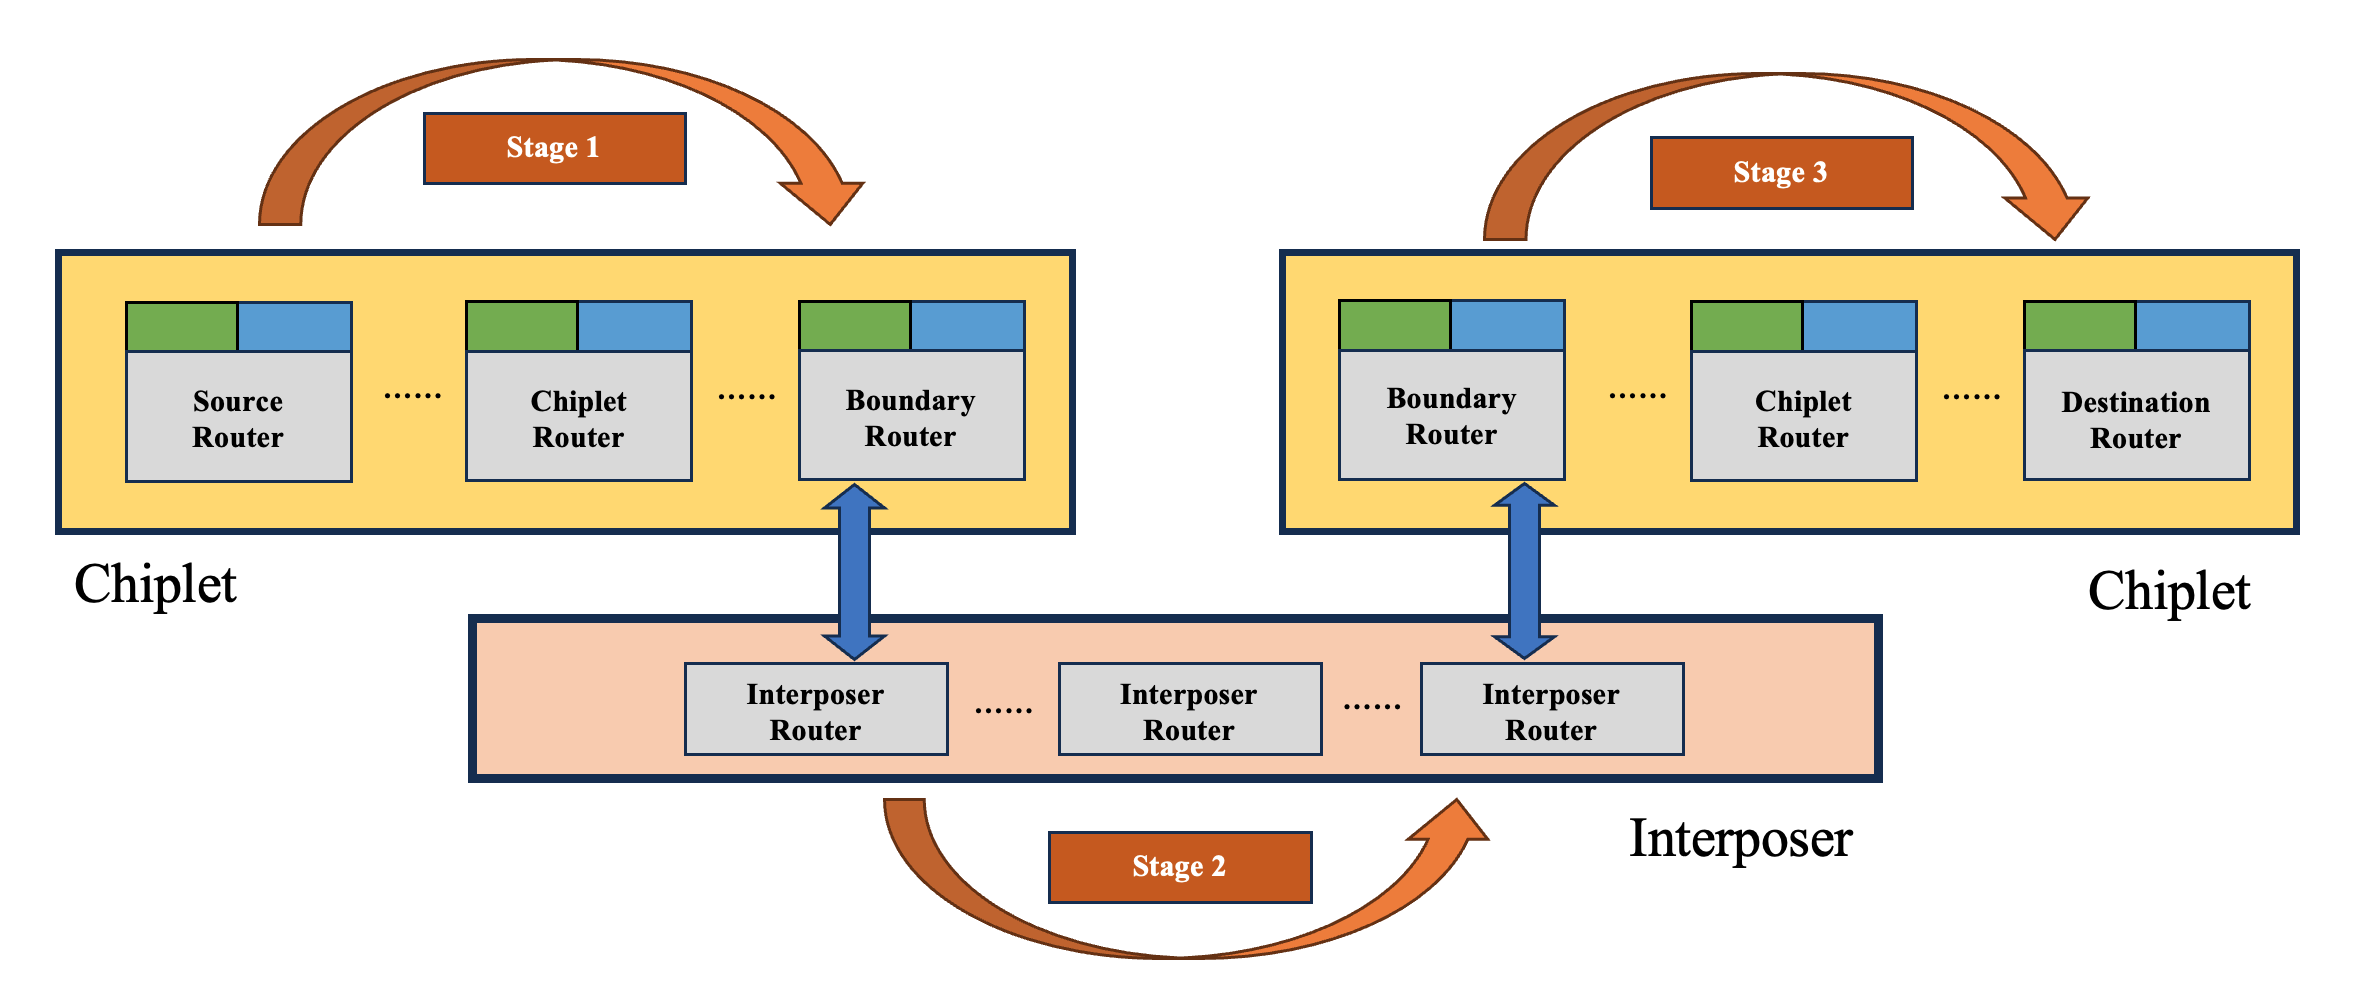 Stage 1
Stage 3
Source
Router
......
Chiplet
Router
......
Boundary
Router
Boundary
Router
......
Chiplet
Router
......
Destination
Router
Chiplet
Chiplet
Interposer
Router
......
Interposer
Router
......
Interposer
Router
Interposer
Stage 2